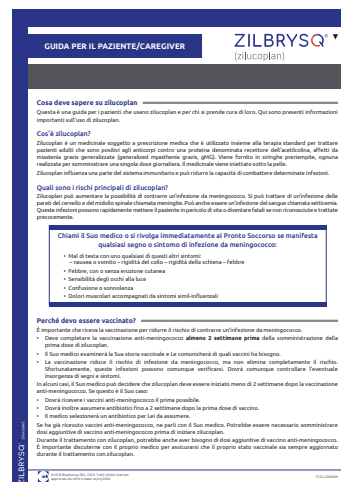 GUIDA PER IL PAZIENTE/CAREGIVER
ZILBRYSQ® ▼
(zilucoplan)
Cosa deve sapere su zilucoplan
Questa è una guida per i pazienti che usano zilucoplan e per chi si prende cura di loro. Qui sono presenti informazioni
importanti sull'uso di zilucoplan.
Cos'è zilucoplan?
Zilucoplan è un medicinale soggetto a prescrizione medica che è utilizzato insieme alla terapia standard per trattare
pazienti adulti che sono positivi agli anticorpi contro una proteina denominata recettore dell'acetilcolina, affetti da
miastenia gravis generalizzata (generalized myasthenia gravis, gMG). Viene fornito in siringhe preriempite, ognuna
realizzata per somministrare una singola dose giornaliera. Il medicinale viene iniettato sotto la pelle.
Zilucoplan influenza una parte del sistema immunitario e può ridurre la capacità di combattere determinate infezioni.
Quali sono i rischi principali di zilucoplan?
Zilucoplan può aumentare la possibilità di contrarre un'infezione da meningococco. Si può trattare di un'infezione delle
pareti del cervello e del midollo spinale chiamata meningite. Può anche essere un'infezione del sangue chiamata setticemia.
Queste infezioni possono rapidamente mettere il paziente in pericolo di vita o diventare fatali se non riconosciute e trattate
precocemente.
Chiami il Suo medico o si rivolga immediatamente al Pronto Soccorso se manifesta
qualsiasi segno o sintomo di infezione da meningococco:
• Mal di testa con uno qualsiasi di questi altri sintomi:
– nausea o vomito – rigidità del collo – rigidità della schiena – febbre
• Febbre, con o senza eruzione cutanea
• Sensibilità degli occhi alla luce
• Confusione o sonnolenza
• Dolori muscolari accompagnati da sintomi simil-influenzali
Perché devo essere vaccinato?
È importante che riceva la vaccinazione per ridurre il rischio di contrarre un'infezione da meningococco.
• Deve completare la vaccinazione anti-meningococco almeno 2 settimane prima della somministrazione della
prima dose di zilucoplan.
• Il Suo medico esaminerà la Sua storia vaccinale e Le comunicherà di quali vaccini ha bisogno.
• La vaccinazione riduce il rischio di infezione da meningococco, ma non elimina completamente il rischio.
Sfortunatamente, queste infezioni possono comunque verificarsi. Dovrà comunque controllare l'eventuale
insorgenza di segni e sintomi.
In alcuni casi, il Suo medico può decidere che zilucoplan deve essere iniziato meno di 2 settimane dopo la vaccinazione
anti-meningococco. Se questo è il Suo caso:
• Dovrà ricevere i vaccini anti-meningococco il prima possibile.
• Dovrà inoltre assumere antibiotici fino a 2 settimane dopo la prima dose di vaccino.
• Il medico selezionerà un antibiotico per Lei da assumere.
Se ha già ricevuto vaccini anti-meningococco, ne parli con il Suo medico. Potrebbe essere necessario somministrare
dosi aggiuntive di vaccino anti-meningococco prima di iniziare zilucoplan.
Durante il trattamento con zilucoplan, potrebbe anche aver bisogno di dosi aggiuntive di vaccino anti-meningococco.
È importante discuterne con il proprio medico per assicurarsi che il proprio stato vaccinale sia sempre aggiornato
durante il trattamento con zilucoplan.
ZILBRYSQ